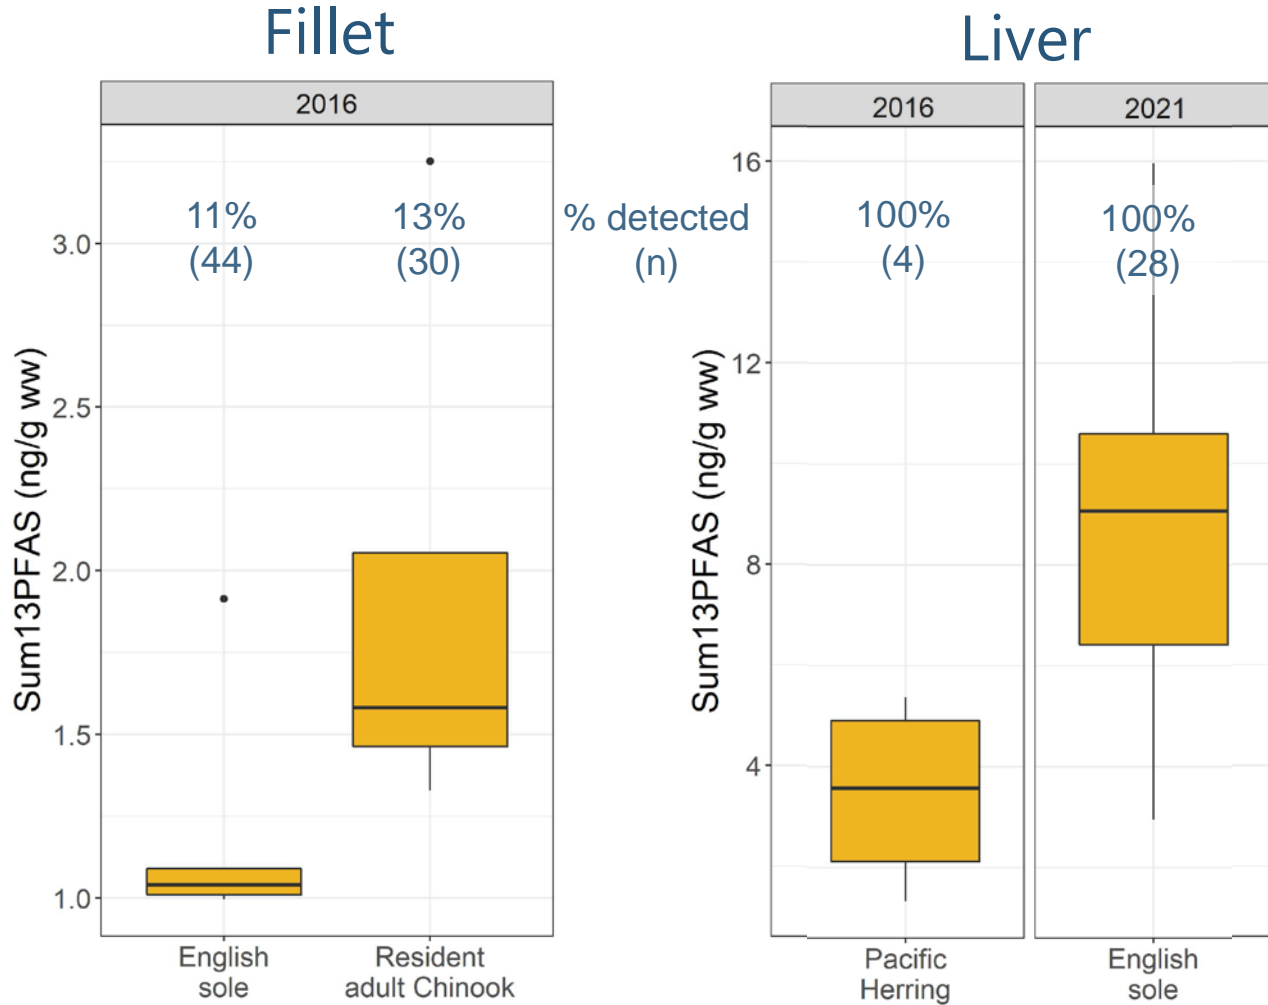 Fillet
2016
11%
(44)
13%
(30)
% detected
(n)
3.0
2.5
2.0
1.5
1.0
Sum13PFAS (ng/g ww)
English
sole
Resident
adult Chinook
Liver
2016
2021
100%
(4)
100%
(28)
16
12
8
4
Sum13PFAS (ng/g ww)
Pacific
Herring
English
sole